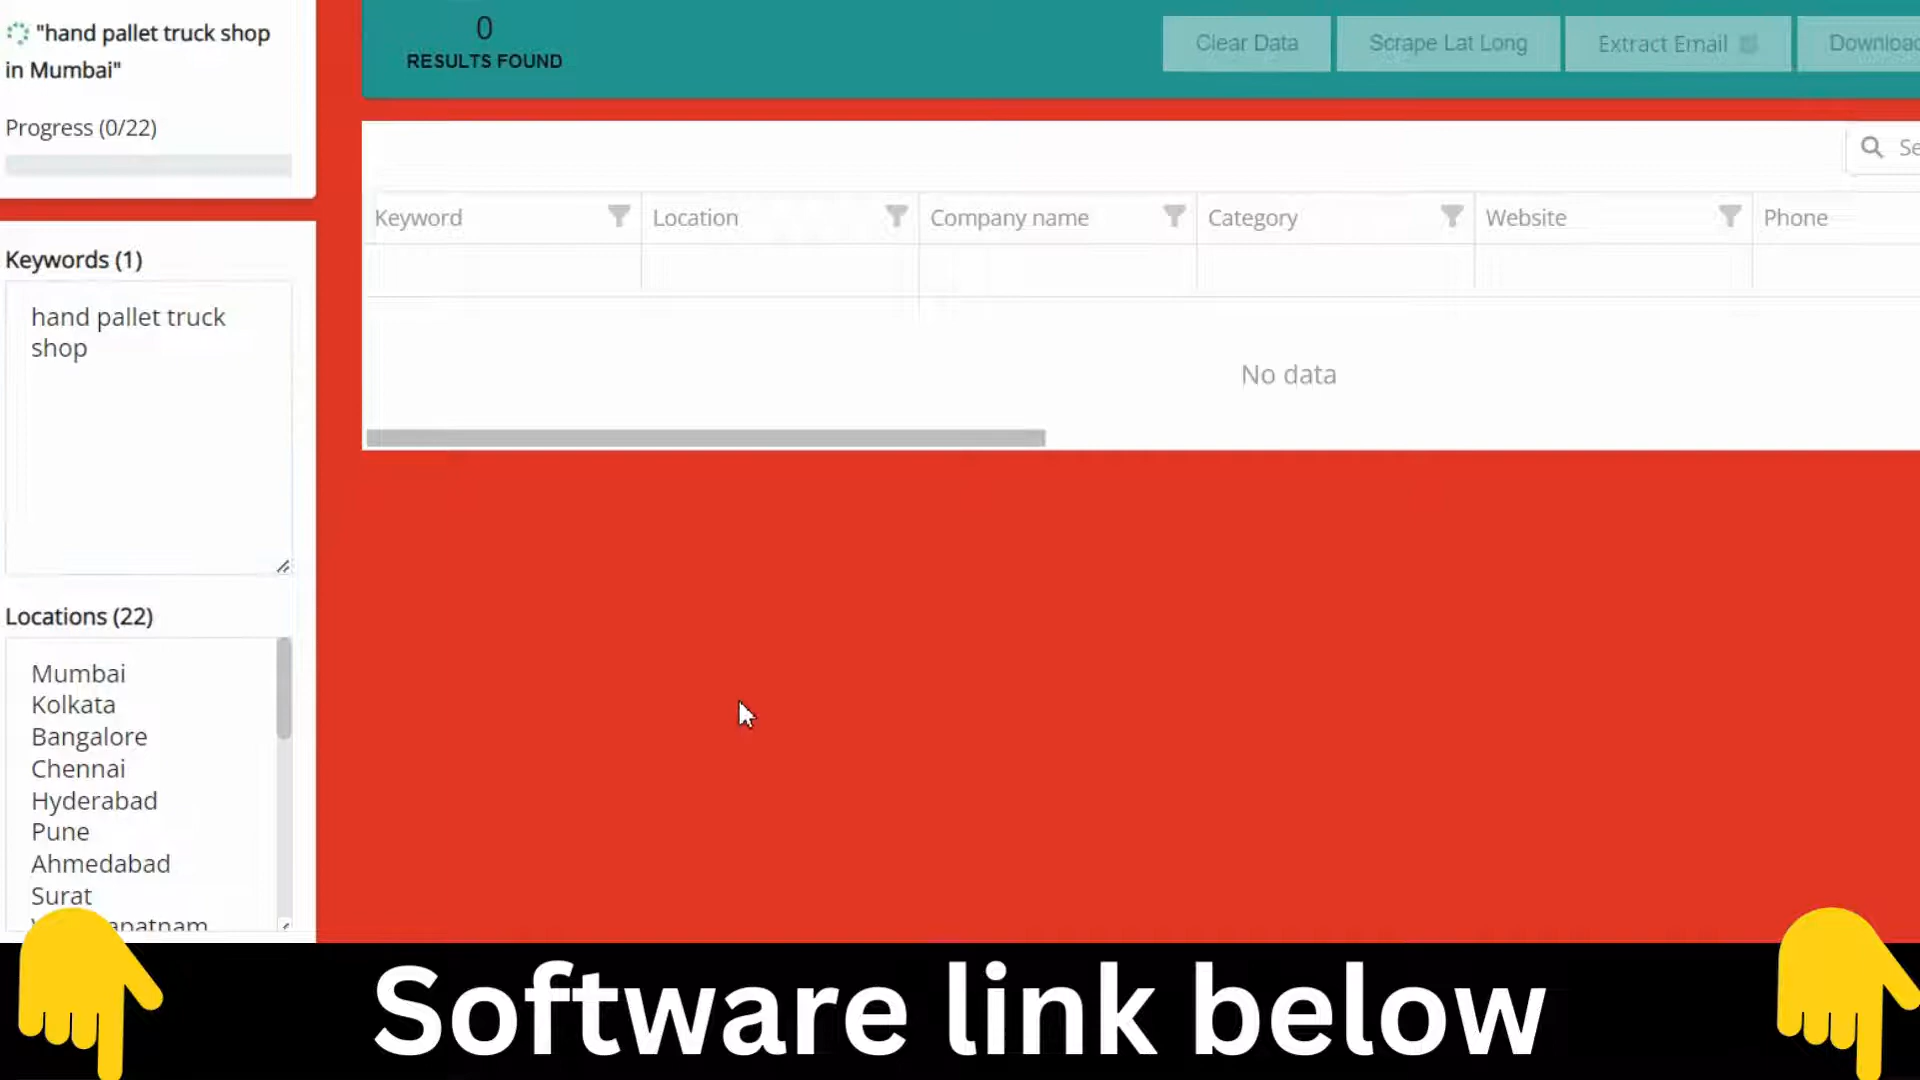 "hand pallet truck shop
in Mumbai"
Progress (0/22)
Keywords (1)
hand pallet truck
shop
Locations (22)
Mumbai
Kolkata
Bangalore
Chennai
Hyderabad
Pune
Ahmedabad
Surat
0
RESULTS FOUND
Clear Data
Scrape Lat Long
Extract Email
Download
Keyword
Location
Company name
Category
Website
Phone
No data
Software link below